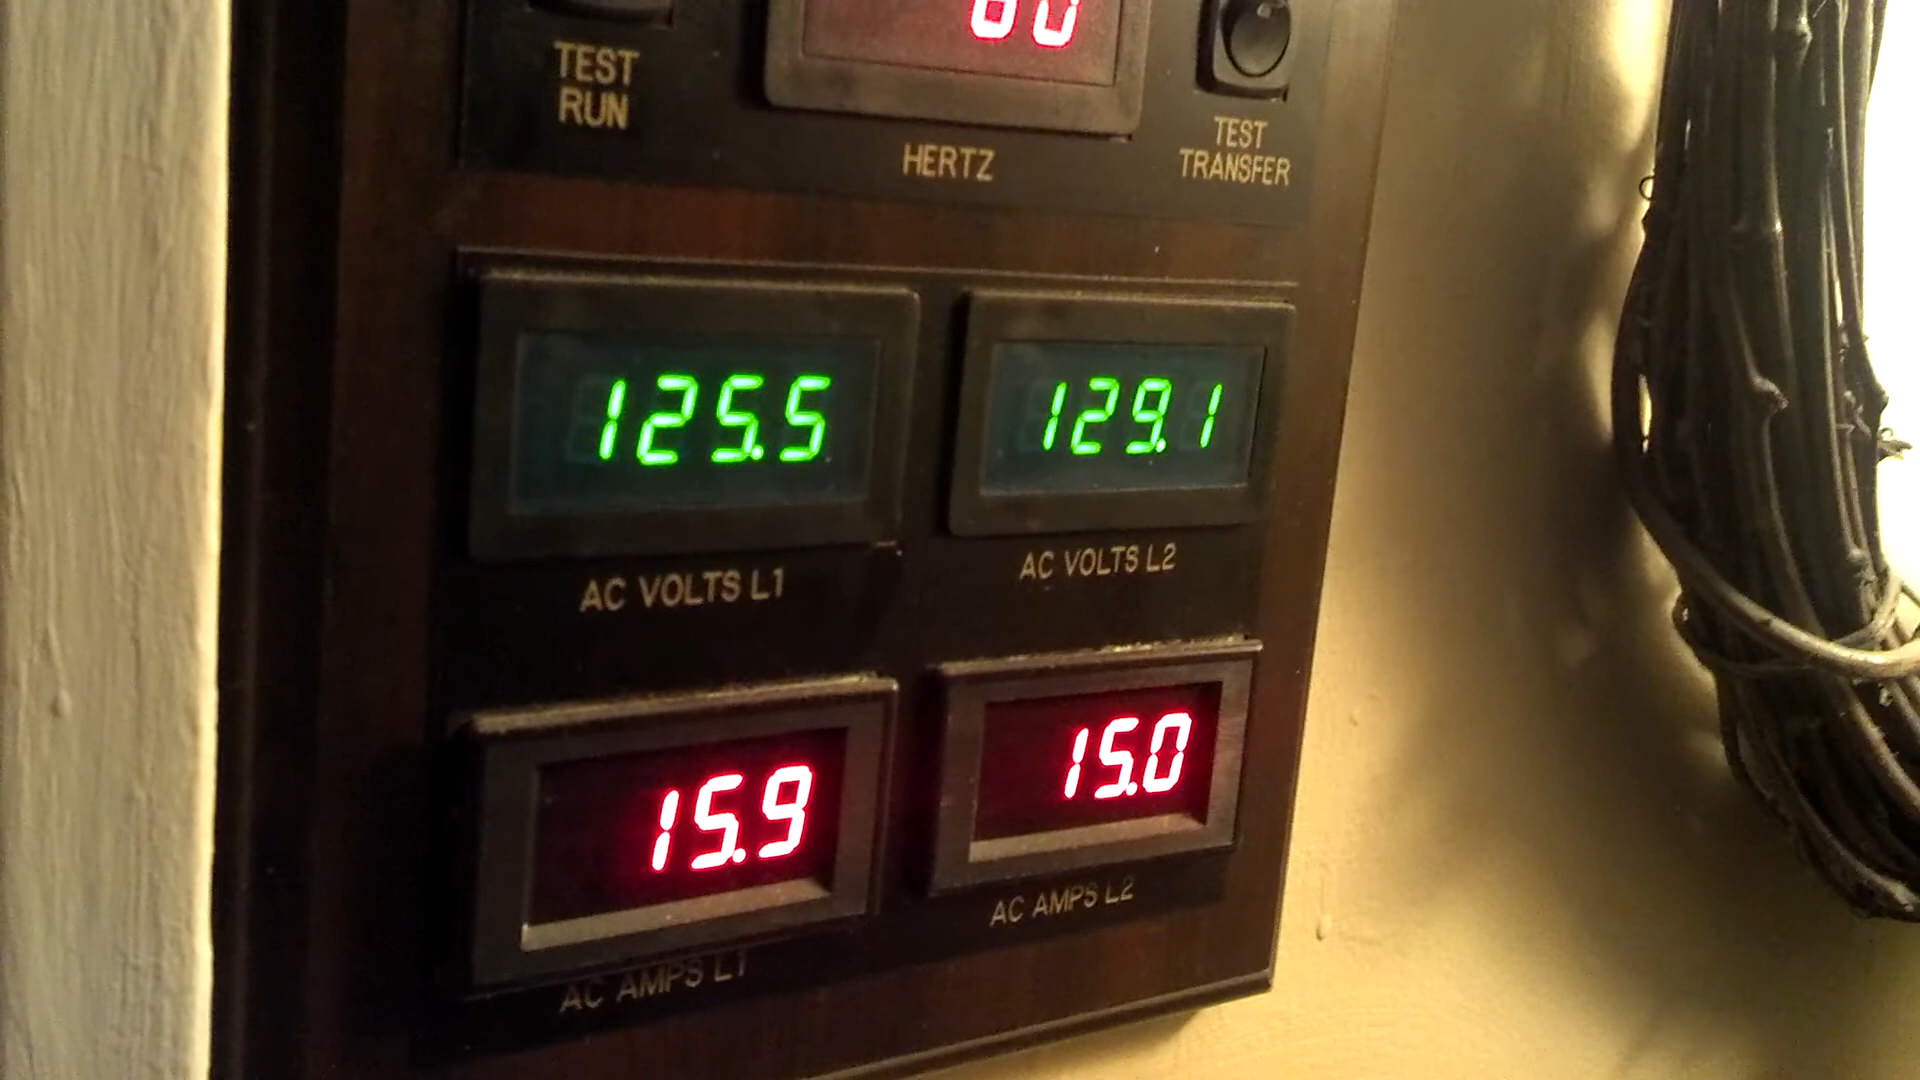 60
TEST
RUN
HERTZ
TEST
TRANSFER
125.5
129.1
AC VOLTS L1
AC VOLTS L2
15.9
15.0
AC AMPS L1
AC AMPS L2